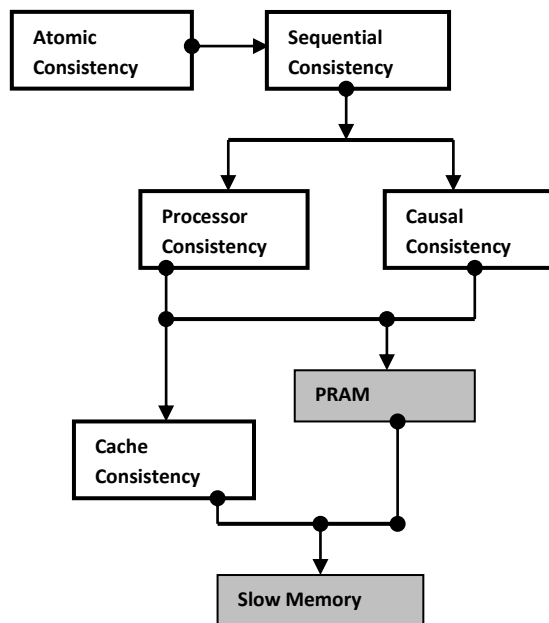 Atomic
Consistency
Sequential
Consistency
Processor
Consistency
Causal
Consistency
PRAM
Cache
Consistency
Slow Memory